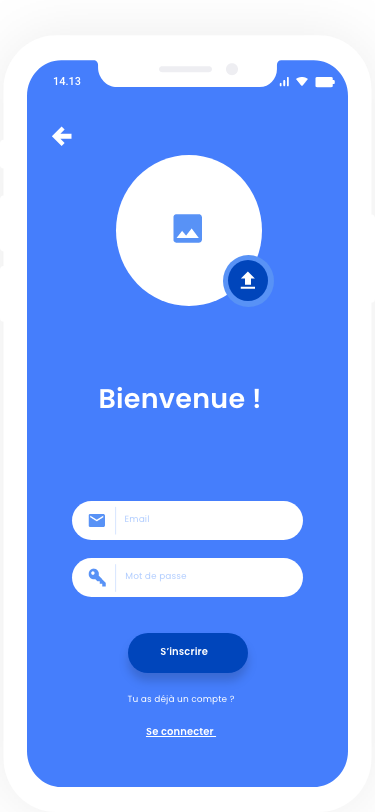 14.13
Bienvenue !
Email
Mot de passe
S'inscrire
Tu as déjà un compte ?
Se connecter